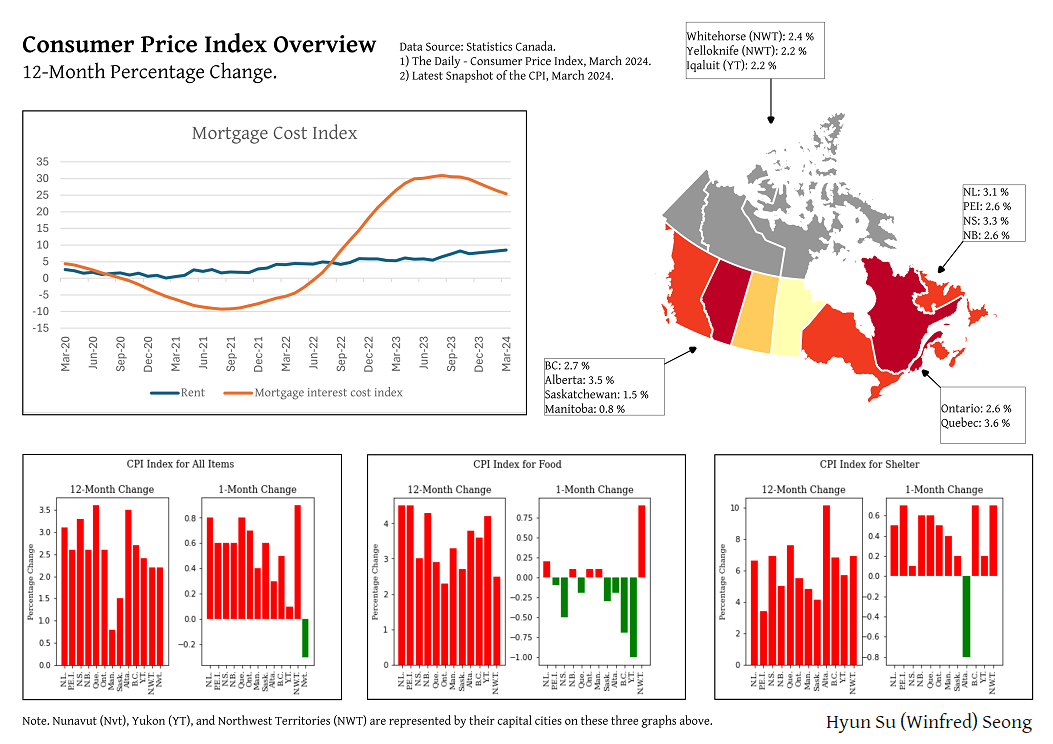 Consumer Price Index Overview
12-Month Percentage Change.
Data Source: Statistics Canada.
1) The Daily - Consumer Price Index, March 2024.
2) Latest Snapshot of the CPI, March 2024.
Whitehorse (NWT): 2.4 %
Yelloknife (NWT): 2.2 %
Iqaluit (YT): 2.2 %
Mortgage Cost Index
35
30
25
20
15
10
5
0
-5
-10
-15
Mar-20
Jun-20
Sep-20
Dec-20
Mar-21
Jun-21
Sep-21
Dec-21
Mar-22
Jun-22
Sep-22
Dec-22
Mar-23
Jun-23
Sep-23
Dec-23
Mar-24
Rent
Mortgage interest cost index
NL: 3.1 %
PEI: 2.6 %
NS: 3.3 %
NB: 2.6 %
BC: 2.7 %
Alberta: 3.5 %
Saskatchewan: 1.5 %
Manitoba: 0.8 %
Ontario: 2.6 %
Quebec: 3.6 %
CPI Index for All Items
12-Month Change
Percentage Change
3.5
3.0
2.5
2.0
1.5
1.0
0.5
0.0
N.L.
P.E.I.
N.S.
N.B.
Que.
Ont.
Man.
Sask.
Alta.
B.C.
Y.T.
N.W.T.
Nvt.
1-Month Change
0.8
0.6
0.4
0.2
0.0
−0.2
N.L.
P.E.I.
N.S.
N.B.
Que.
Ont.
Man.
Sask.
Alta.
B.C.
Y.T.
N.W.T.
Nvt.
CPI Index for Food
12-Month Change
Percentage Change
4
3
2
1
0
N.L.
P.E.I.
N.S.
N.B.
Que.
Ont.
Man.
Sask.
Alta.
B.C.
Y.T.
N.W.T.
1-Month Change
0.75
0.50
0.25
0.00
−0.25
−0.50
−0.75
−1.00
N.L.
P.E.I.
N.S.
N.B.
Que.
Ont.
Man.
Sask.
Alta.
B.C.
Y.T.
N.W.T.
CPI Index for Shelter
12-Month Change
Percentage Change
10
8
6
4
2
0
N.L.
P.E.I.
N.S.
N.B.
Que.
Ont.
Man.
Sask.
Alta.
B.C.
Y.T.
N.W.T.
1-Month Change
0.6
0.4
0.2
0.0
−0.2
−0.4
−0.6
−0.8
N.L.
P.E.I.
N.S.
N.B.
Que.
Ont.
Man.
Sask.
Alta.
B.C.
Y.T.
N.W.T.
Note. Nunavut (Nvt), Yukon (YT), and Northwest Territories (NWT) are represented by their capital cities on these three graphs above.
Hyun Su (Winfred) Seong